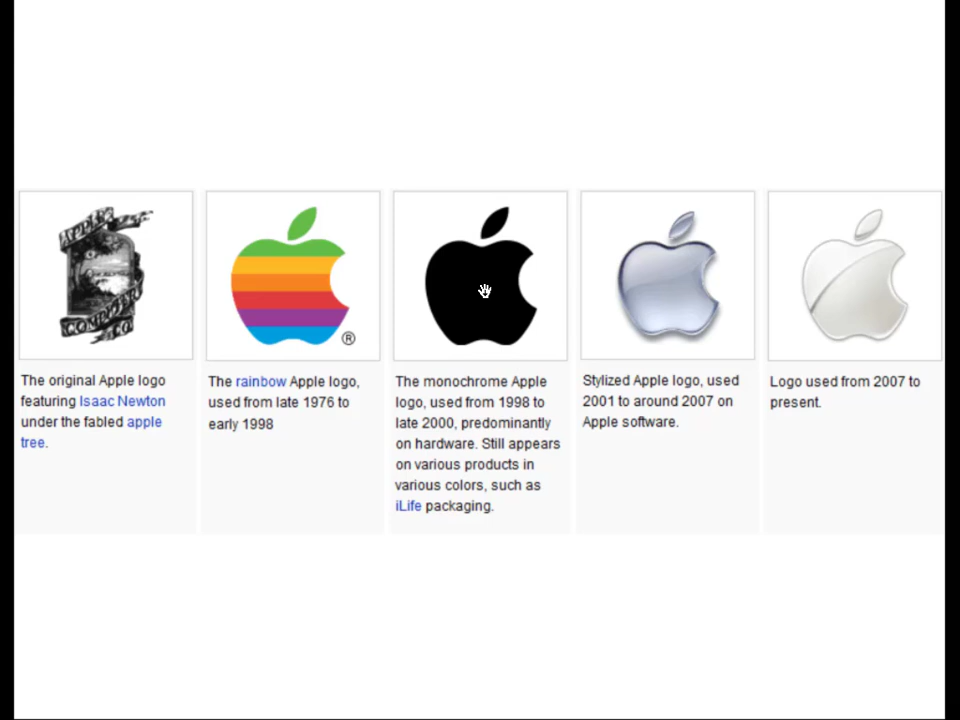 APPLE
COMPUTER
CO
®
The original Apple logo
featuring Isaac Newton
under the fabled apple
tree.
The rainbow Apple logo,
used from late 1976 to
early 1998
The monochrome Apple
logo, used from 1998 to
late 2000, predominantly
on hardware. Still appears
on various products in
various colors, such as
iLife packaging.
Stylized Apple logo, used
2001 to around 2007 on
Apple software.
Logo used from 2007 to
present.